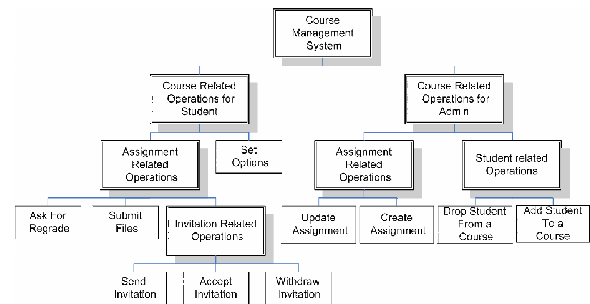 Course
Management
System
Course Related
Operations for
Student
Course Related
Operations for
Admin
Assignment
Related
Operations
Set
Options
Assignment
Related
Operations
Student related
Operations
Ask For
Regrade
Submit
Files
Invitation Related
Operations
Update
Assignment
Create
Assignment
Drop Student
From a
Course
Add Student
To a
Course
Send
Invitation
Accept
Invitation
Withdraw
Invitation